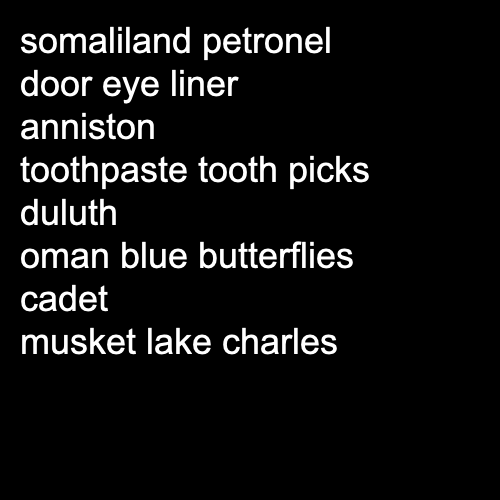 somaliland petronel
door eye liner
anniston
toothpaste tooth picks
duluth
oman blue butterflies
cadet
musket lake charles